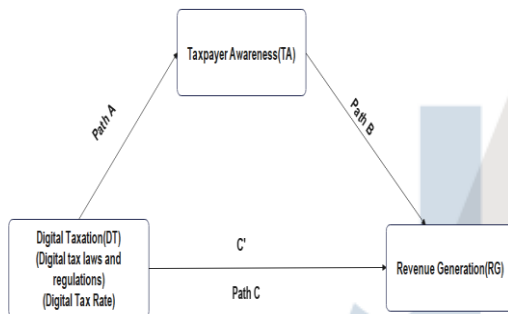 Taxpayer Awareness(TA)
Path A
Path B
Digital Taxation(DT)
(Digital tax laws and
regulations)
(Digital Tax Rate)
C'
Path C
Revenue Generation(RG)